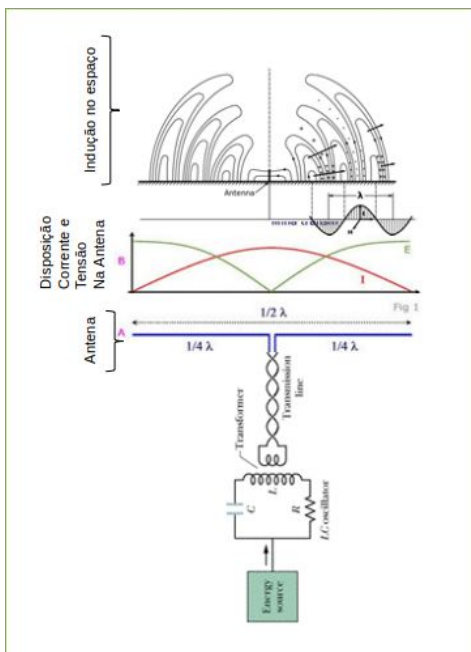 Indução no espaço
Antenna
λ
Disposição
Corrente e
Tensão
Na Antena
B
E
I
Fig 1
1/2 λ
Antena
A
1/4 λ
1/4 λ
Transmission
line
Transformer
L
C
R
LC oscillator
Energy
source